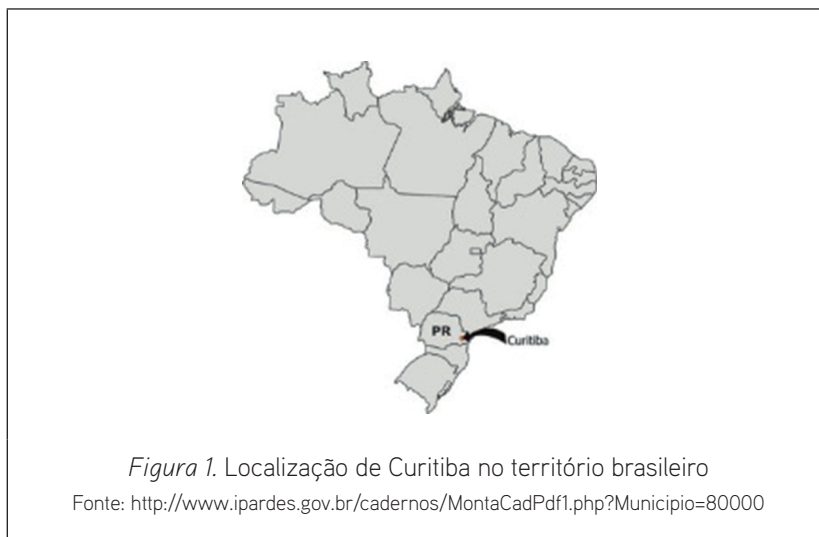 PR
Curitiba
Figura 1. Localização de Curitiba no território brasileiro
Fonte: http://www.ipardes.gov.br/cadernos/MontaCadPdf1.php?Municipio=80000